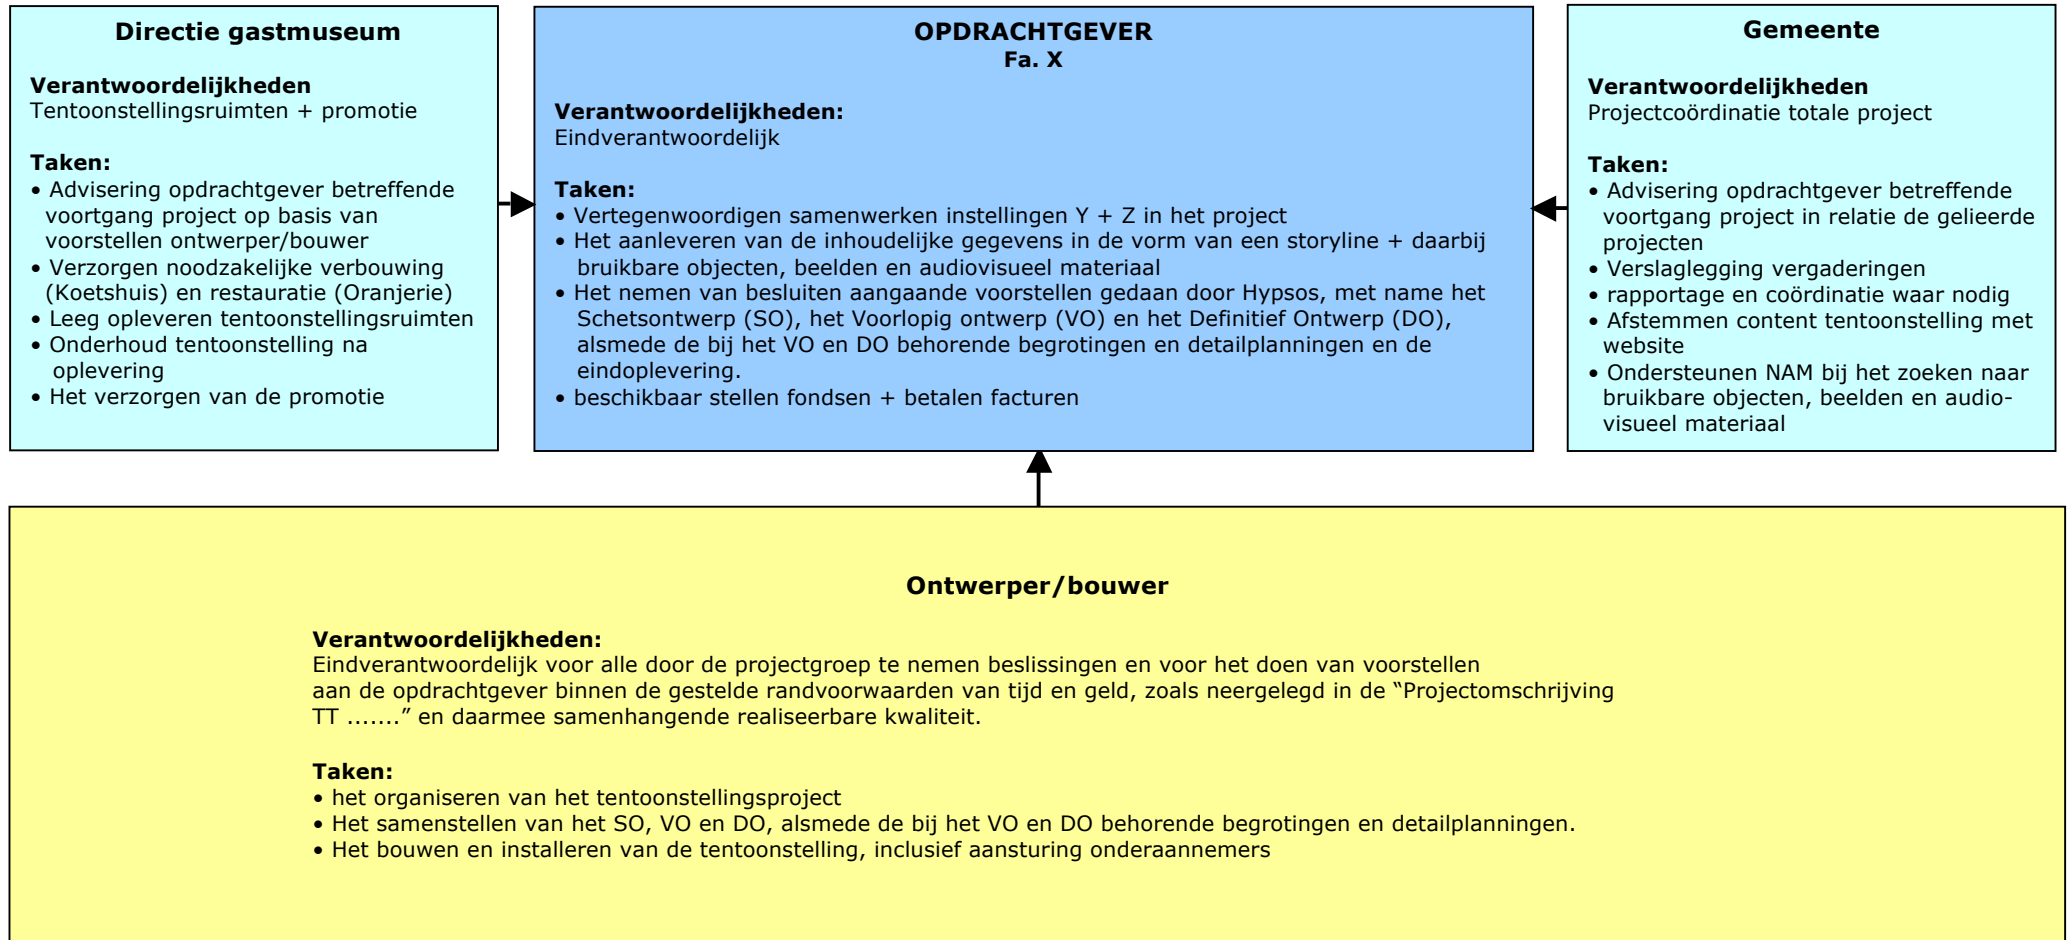 Directie gastmuseum
Verantwoordelijkheden
Tentoonstellingsruimten + promotie
Taken:
• Advisering opdrachtgever betreffende
voortgang project op basis van
voorstellen ontwerper/bouwer
• Verzorgen noodzakelijke verbouwing
(Koetshuis) en restauratie (Oranjerie)
• Leeg opleveren tentoonstellingsruimten
• Onderhoud tentoonstelling na
oplevering
• Het verzorgen van de promotie
OPDRACHTGEVER
Fa. X
Verantwoordelijkheden:
Eindverantwoordelijk
Taken:
• Vertegenwoordigen samenwerken instellingen Y + Z in het project
• Het aanleveren van de inhoudelijke gegevens in de vorm van een storyline + daarbij
bruikbare objecten, beelden en audiovisueel materiaal
• Het nemen van besluiten aangaande voorstellen gedaan door Hypsos, met name het
Schetsontwerp (SO), het Voorlopig ontwerp (VO) en het Definitief Ontwerp (DO),
alsmede de bij het VO en DO behorende begrotingen en detailplanningen en de
eindoplevering.
• beschikbaar stellen fondsen + betalen facturen
Gemeente
Verantwoordelijkheden
Projectcoördinatie totale project
Taken:
• Advisering opdrachtgever betreffende
voortgang project in relatie de gelieerde
projecten
• Verslaglegging vergaderingen
• rapportage en coördinatie waar nodig
• Afstemmen content tentoonstelling met
website
• Ondersteunen NAM bij het zoeken naar
bruikbare objecten, beelden en audio-
visueel materiaal
Ontwerper/bouwer
Verantwoordelijkheden:
Eindverantwoordelijk voor alle door de projectgroep te nemen beslissingen en voor het doen van voorstellen
aan de opdrachtgever binnen de gestelde randvoorwaarden van tijd en geld, zoals neergelegd in de “Projectomschrijving
TT .......” en daarmee samenhangende realiseerbare kwaliteit.
Taken:
• het organiseren van het tentoonstellingsproject
• Het samenstellen van het SO, VO en DO, alsmede de bij het VO en DO behorende begrotingen en detailplanningen.
• Het bouwen en installeren van de tentoonstelling, inclusief aansturing onderaannemers